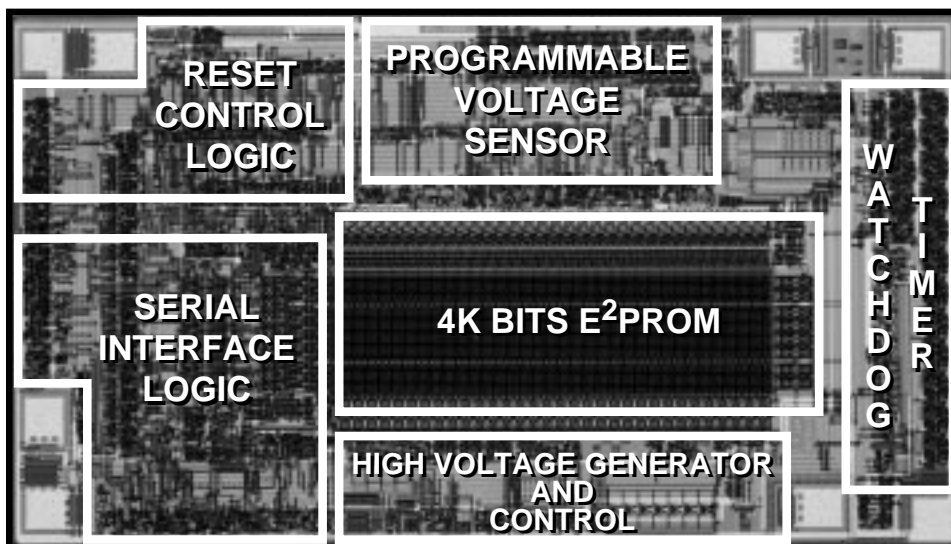 RESET
CONTROL
LOGIC
PROGRAMMABLE
VOLTAGE
SENSOR
WATCHDOG
TIMER
SERIAL
INTERFACE
LOGIC
4K BITS E²PROM
HIGH VOLTAGE GENERATOR
AND
CONTROL